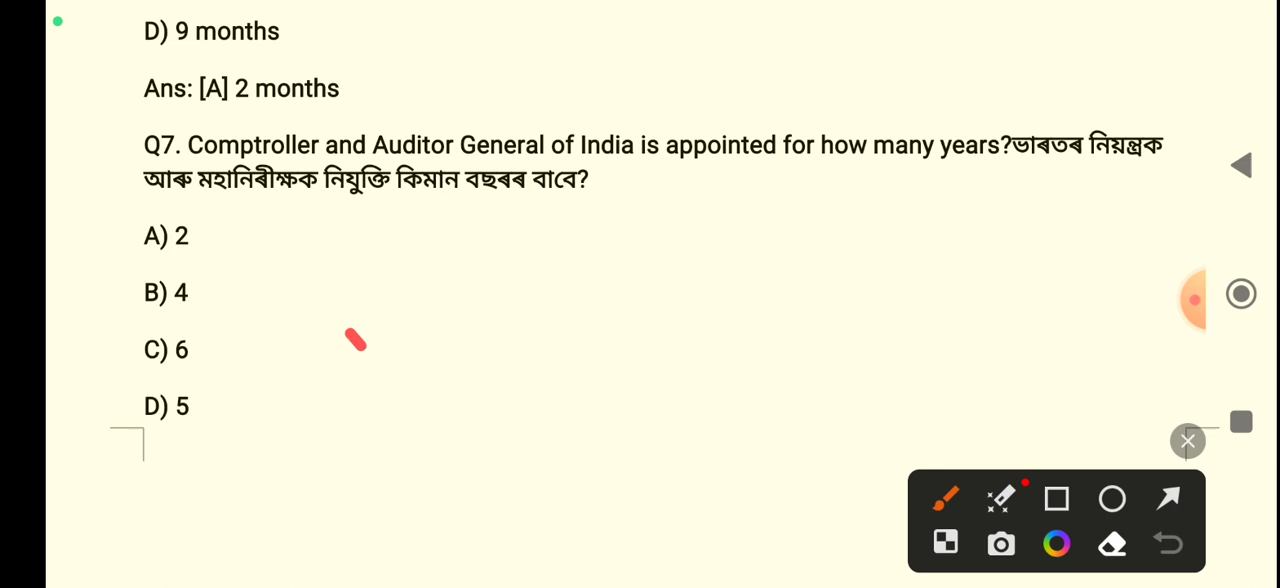 D) 9 months
Ans: [A] 2 months
Q7. Comptroller and Auditor General of India is appointed for how many years?ভাৰতৰ নিয়ন্ত্ৰক
আৰু মহানিৰীক্ষক নিযুক্তি কিমান বছৰৰ বাবে?
A) 2
B) 4
C) 6
D) 5